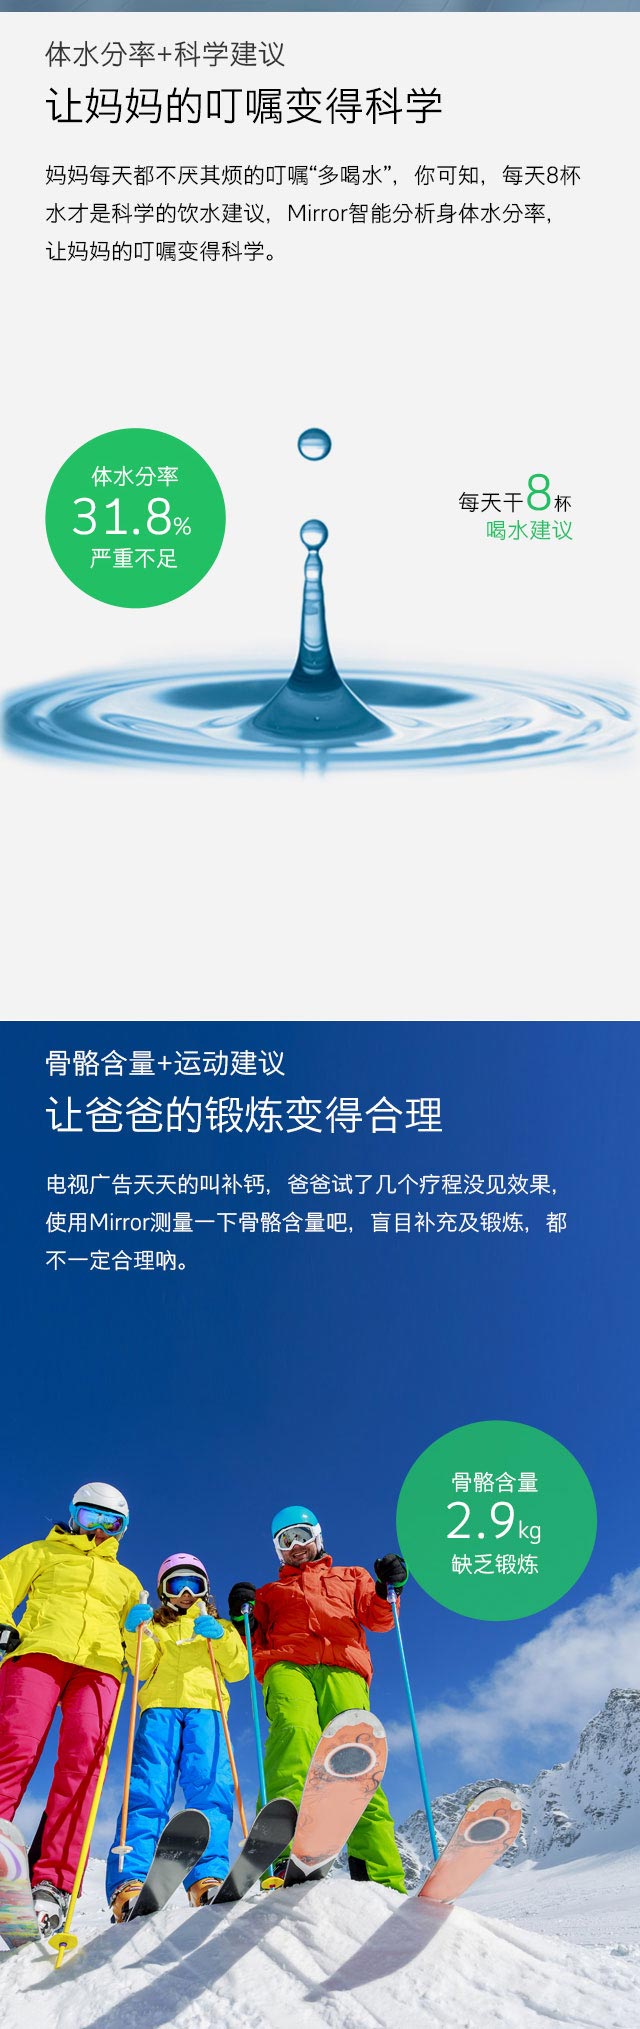 体水分率+科学建议
让妈妈的叮嘱变得科学
妈妈每天都不厌其烦的叮嘱“多喝水”，你可知，每天8杯
水才是科学的饮水建议，Mirror智能分析身体水分率，
让妈妈的叮嘱变得科学。
体水分率
31.8%
严重不足
每天干8杯
喝水建议
骨骼含量+运动建议
让爸爸的锻炼变得合理
电视广告天天的叫补钙，爸爸试了几个疗程没见效果，
使用Mirror测量一下骨骼含量吧，盲目补充及锻炼，都
不一定合理呐。
骨骼含量
2.9kg
缺乏锻炼